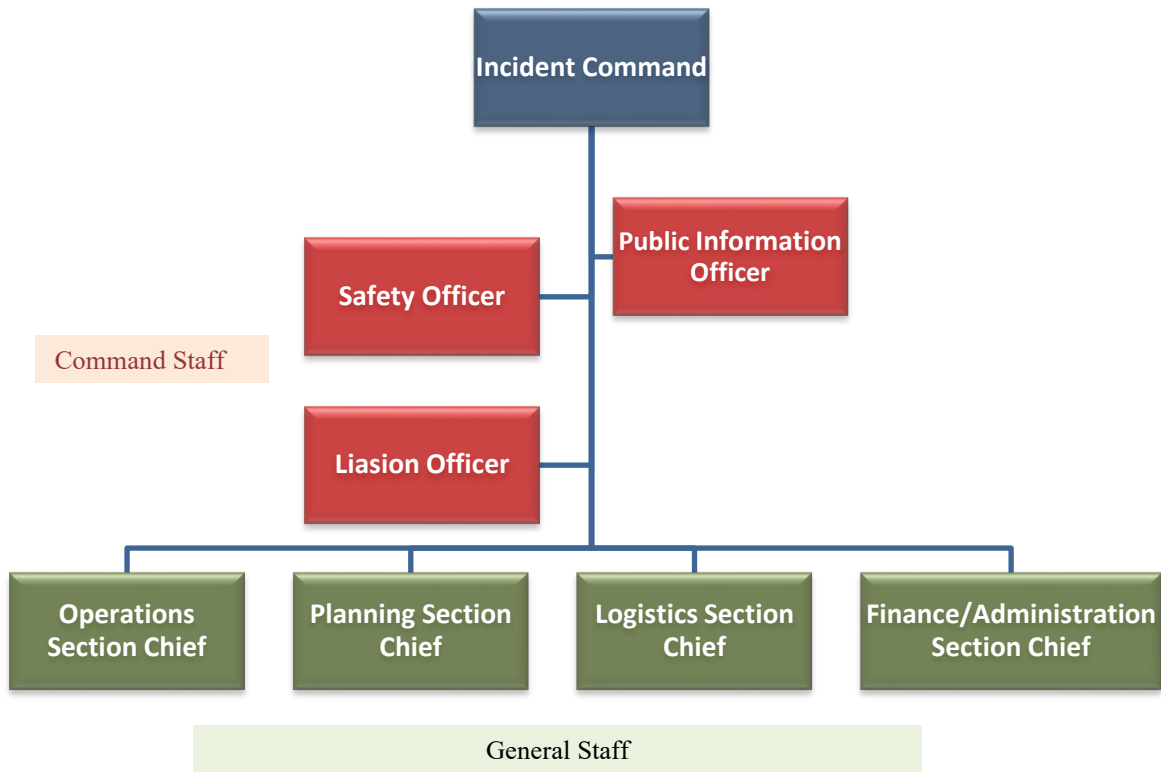 Incident Command
Public Information
Officer
Safety Officer
Command Staff
Liasion Officer
Operations
Section Chief
Planning Section
Chief
Logistics Section
Chief
Finance/Administration
Section Chief
General Staff